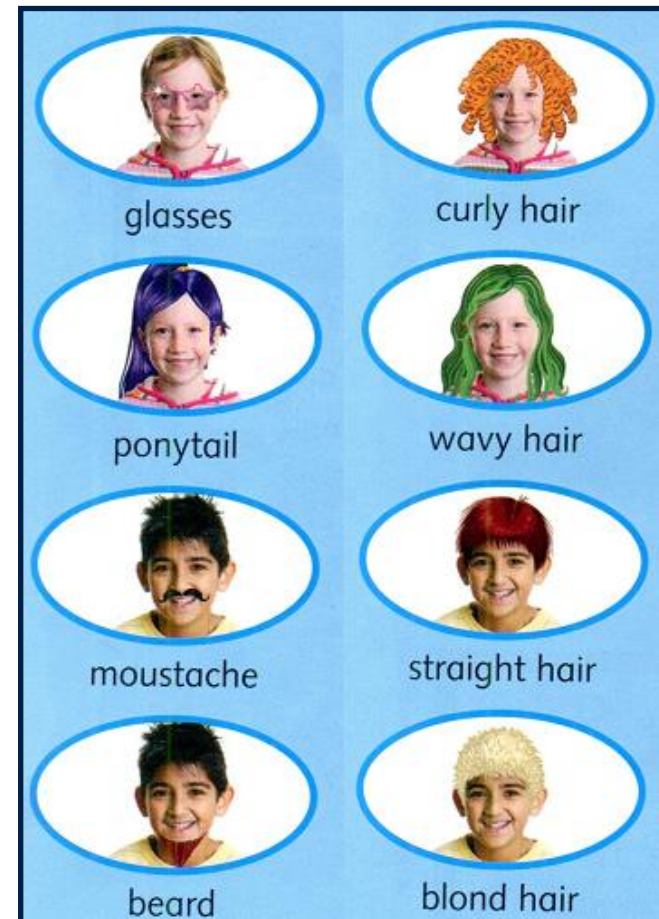 glasses
curly hair
ponytail
wavy hair
moustache
straight hair
beard
blond hair